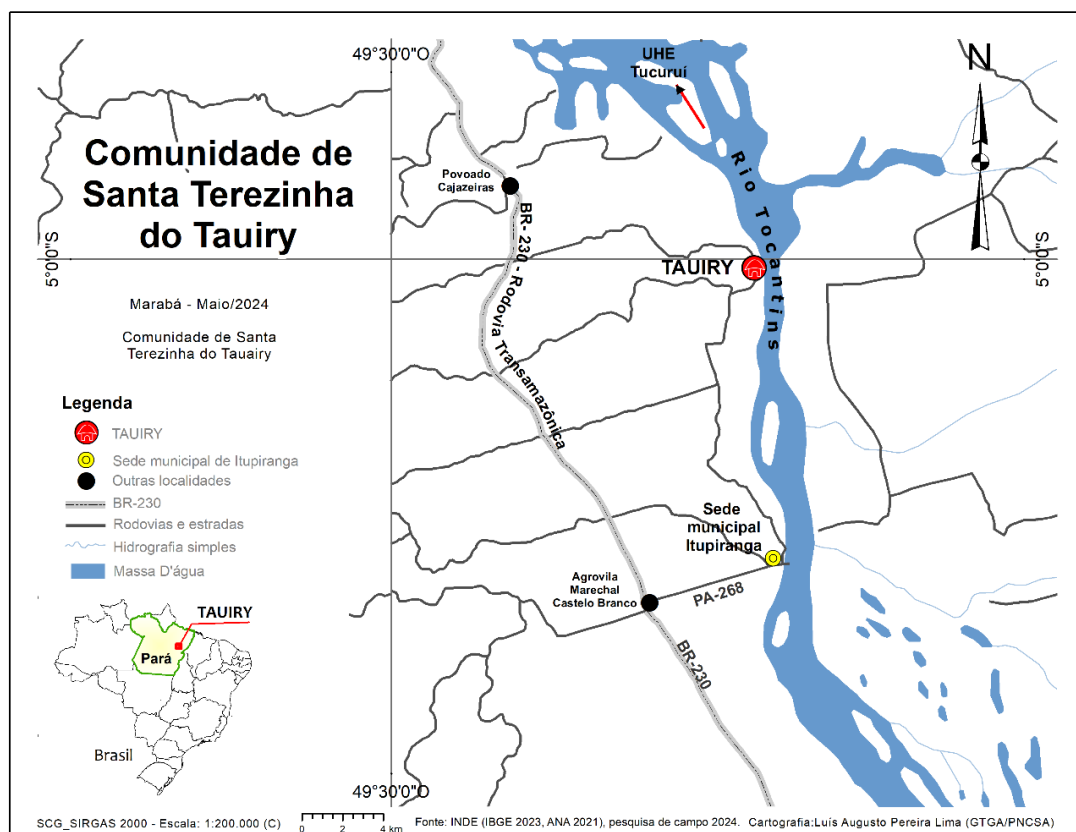 49°30'0"O
UHE
Tucuruí
N
Comunidade de
Santa Terezinha
do Tauiry
Povoado
Cajazeiras
BR- 230 - Rodovia Transamazônica
Rio Tocantins
5°0'0"S
TAUIRY
5°0'0"S
Marabá - Maio/2024
Comunidade de Santa
Terezinha do Tauairy
Legenda
TAUIRY
Sede municipal de Itupiranga
Outras localidades
BR-230
Rodovias e estradas
Hidrografia simples
Massa D'água
Sede
municipal
Itupiranga
Agrovila
Marechal
Castelo Branco
PA-268
BR-230
TAUIRY
Pará
Brasil
49°30'0"O
SCG_SIRGAS 2000 - Escala: 1:200.000 (C)
0 2 4 km
Fonte: INDE (IBGE 2023, ANA 2021), pesquisa de campo 2024. Cartografia:Luís Augusto Pereira Lima (GTGA/PNCSA)